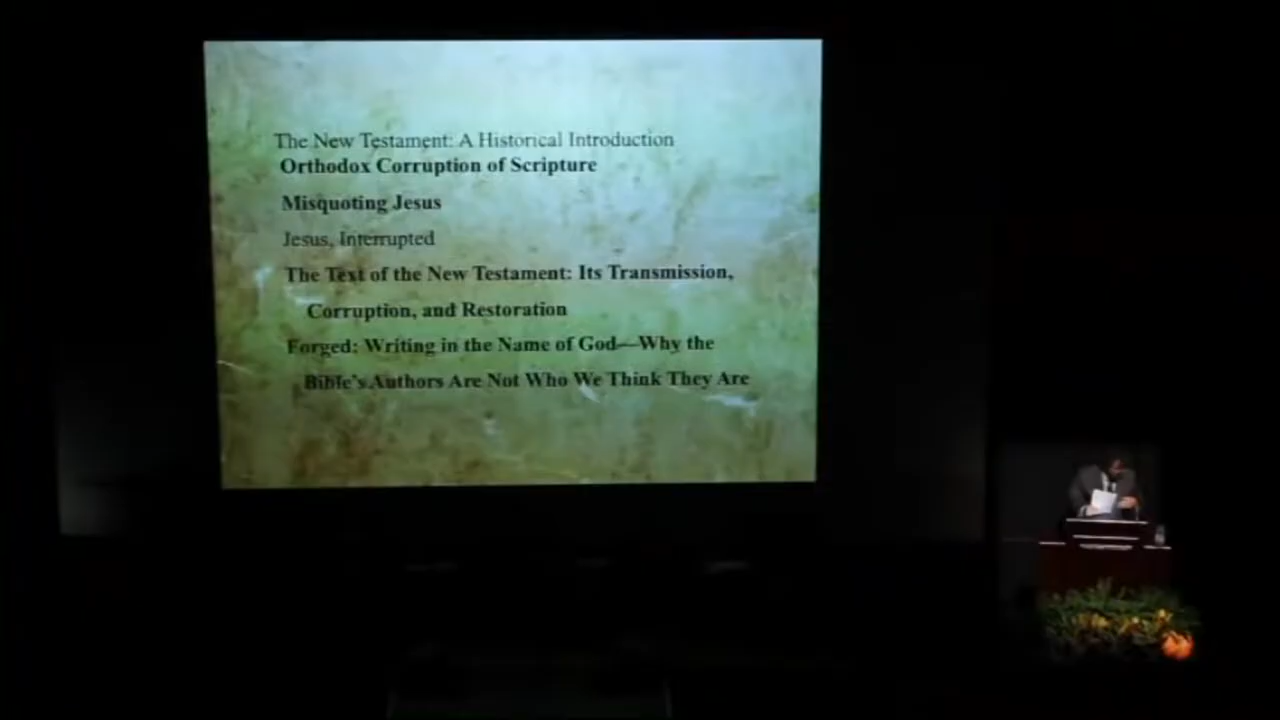 The New Testament: A Historical Introduction
Orthodox Corruption of Scripture
Misquoting Jesus
Jesus, Interrupted
The Text of the New Testament: Its Transmission,
Corruption, and Restoration
Forged: Writing in the Name of God—Why the
Bible's Authors Are Not Who We Think They Are